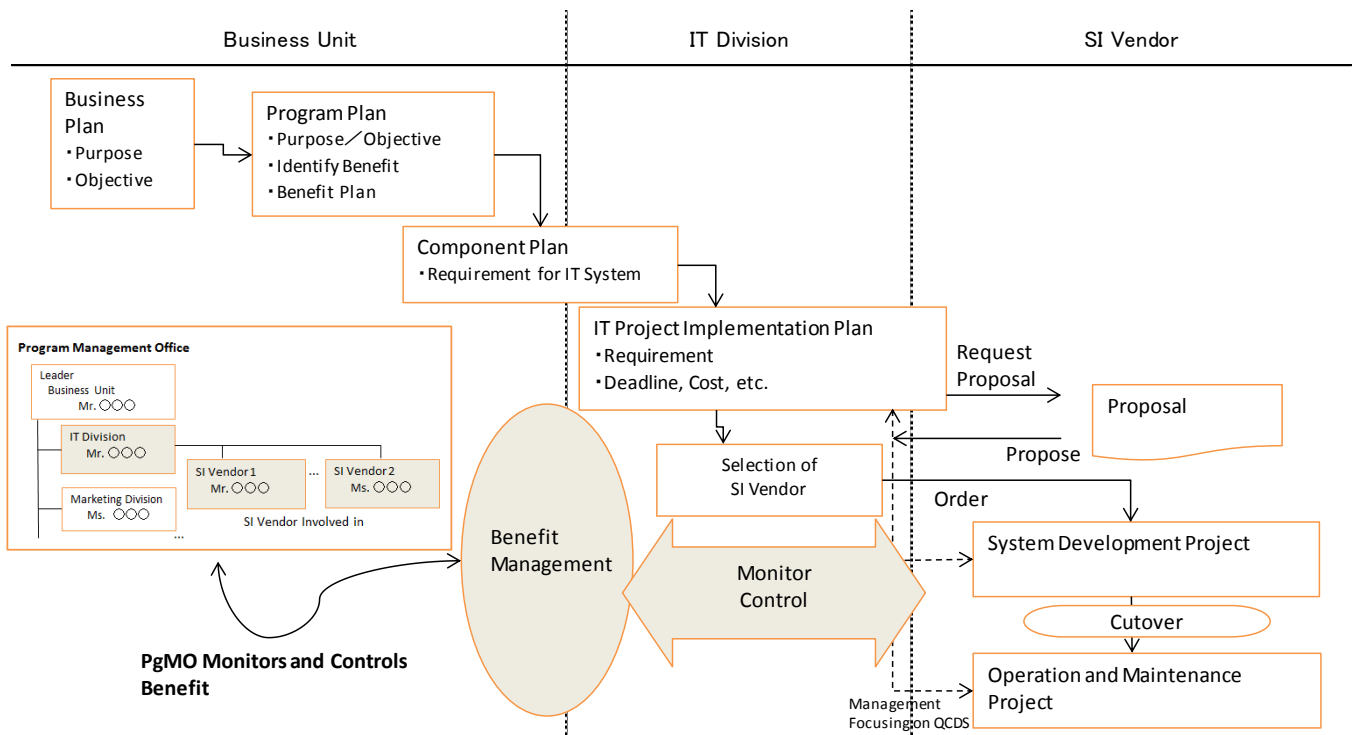 Business Unit
IT Division
SI Vendor
Business
Plan
・Purpose
・Objective
Program Plan
・Purpose／Objective
・Identify Benefit
・Benefit Plan
Component Plan
・Requirement for IT System
IT Project Implementation Plan
・Requirement
・Deadline, Cost, etc.
Request
Proposal
Proposal
Propose
Program Management Office
Leader
Business Unit
Mr. ○○○
IT Division
Mr. ○○○
SI Vendor1
Mr. ○○○
...
SI Vendor2
Ms. ○○○
Marketing Division
Ms. ○○○
SI Vendor Involved in
...
Selection of
SI Vendor
Order
Benefit
Management
Monitor
Control
System Development Project
Cutover
Operation and Maintenance
Project
PgMO Monitors and Controls
Benefit
Management
Focusing on QCDS